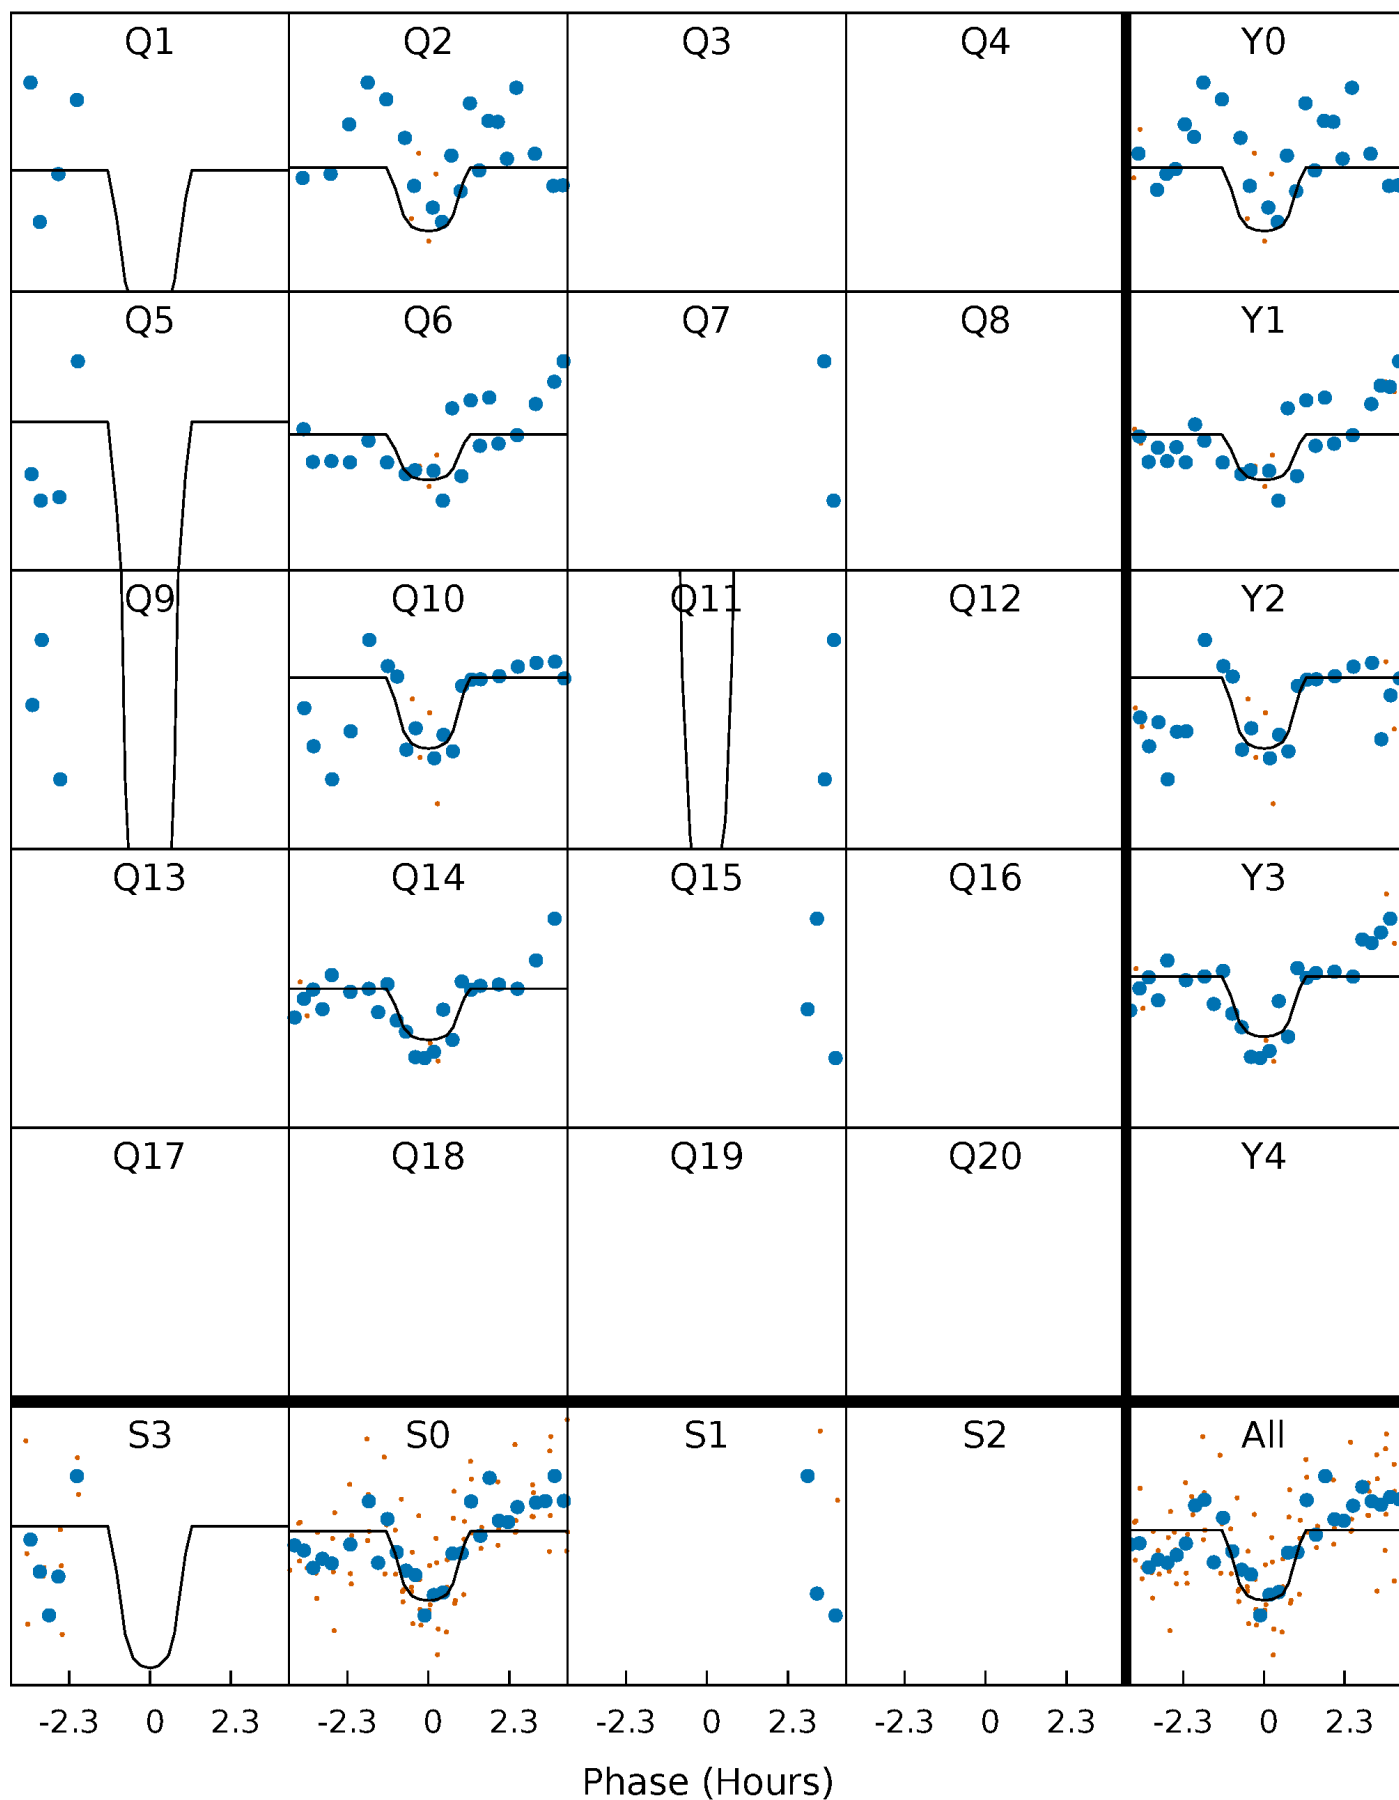 Q1 Q2 Q3 Q4 Y0
Q5 Q6 Q7 Q8 Y1
Q9 Q10 Q11 Q12 Y2
Q13 Q14 Q15 Q16 Y3
Q17 Q18 Q19 Q20 Y4
S3 S0 S1 S2 All
-2.3 0 2.3 -2.3 0 2.3 -2.3 0 2.3 -2.3 0 2.3 -2.3 0 2.3
Phase (Hours)